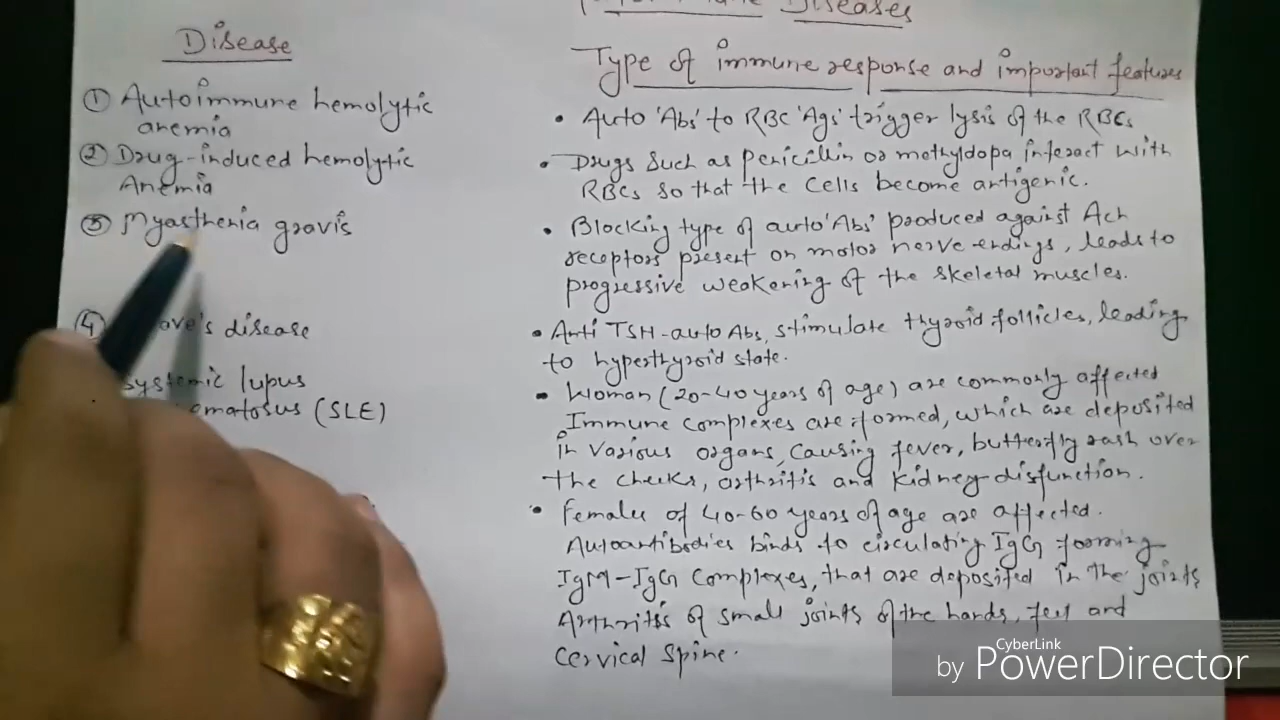 Diseases
Disease
Type of immune response and important features
① Autoimmune hemolytic
anemia
• Auto 'Abs' to RBC 'Ags' trigger lysis of the RBCs
② Drug-induced hemolytic
Anemia
• Drugs such as penicillin or methyldopa interact with
RBCs so that the cells become antigenic.
③ Myasthenia gravis
• Blocking type of auto 'Abs' produced against Ach
receptors present on motor nerve endings, leads to
progressive weakening of the skeletal muscles.
④ ave's disease
• Anti TSH-auto Abs, stimulate thyroid follicles, leading
to hyperthyroid state.
systemic lupus
ematosus (SLE)
• Woman (20-40 years of age) are commonly affected
Immune complexes are formed, which are deposited
in various organs, causing fever, butterfly rash over
the cheeks, arthritis and kidney disfunction.
• Females of 40-60 years of age are affected.
Autoantibodies binds to circulating IgG forming
IgM-IgG complexes, that are deposited in the joints
Arthritis of small joints of the hands, feet and
cervical spine.
CyberLink
by PowerDirector